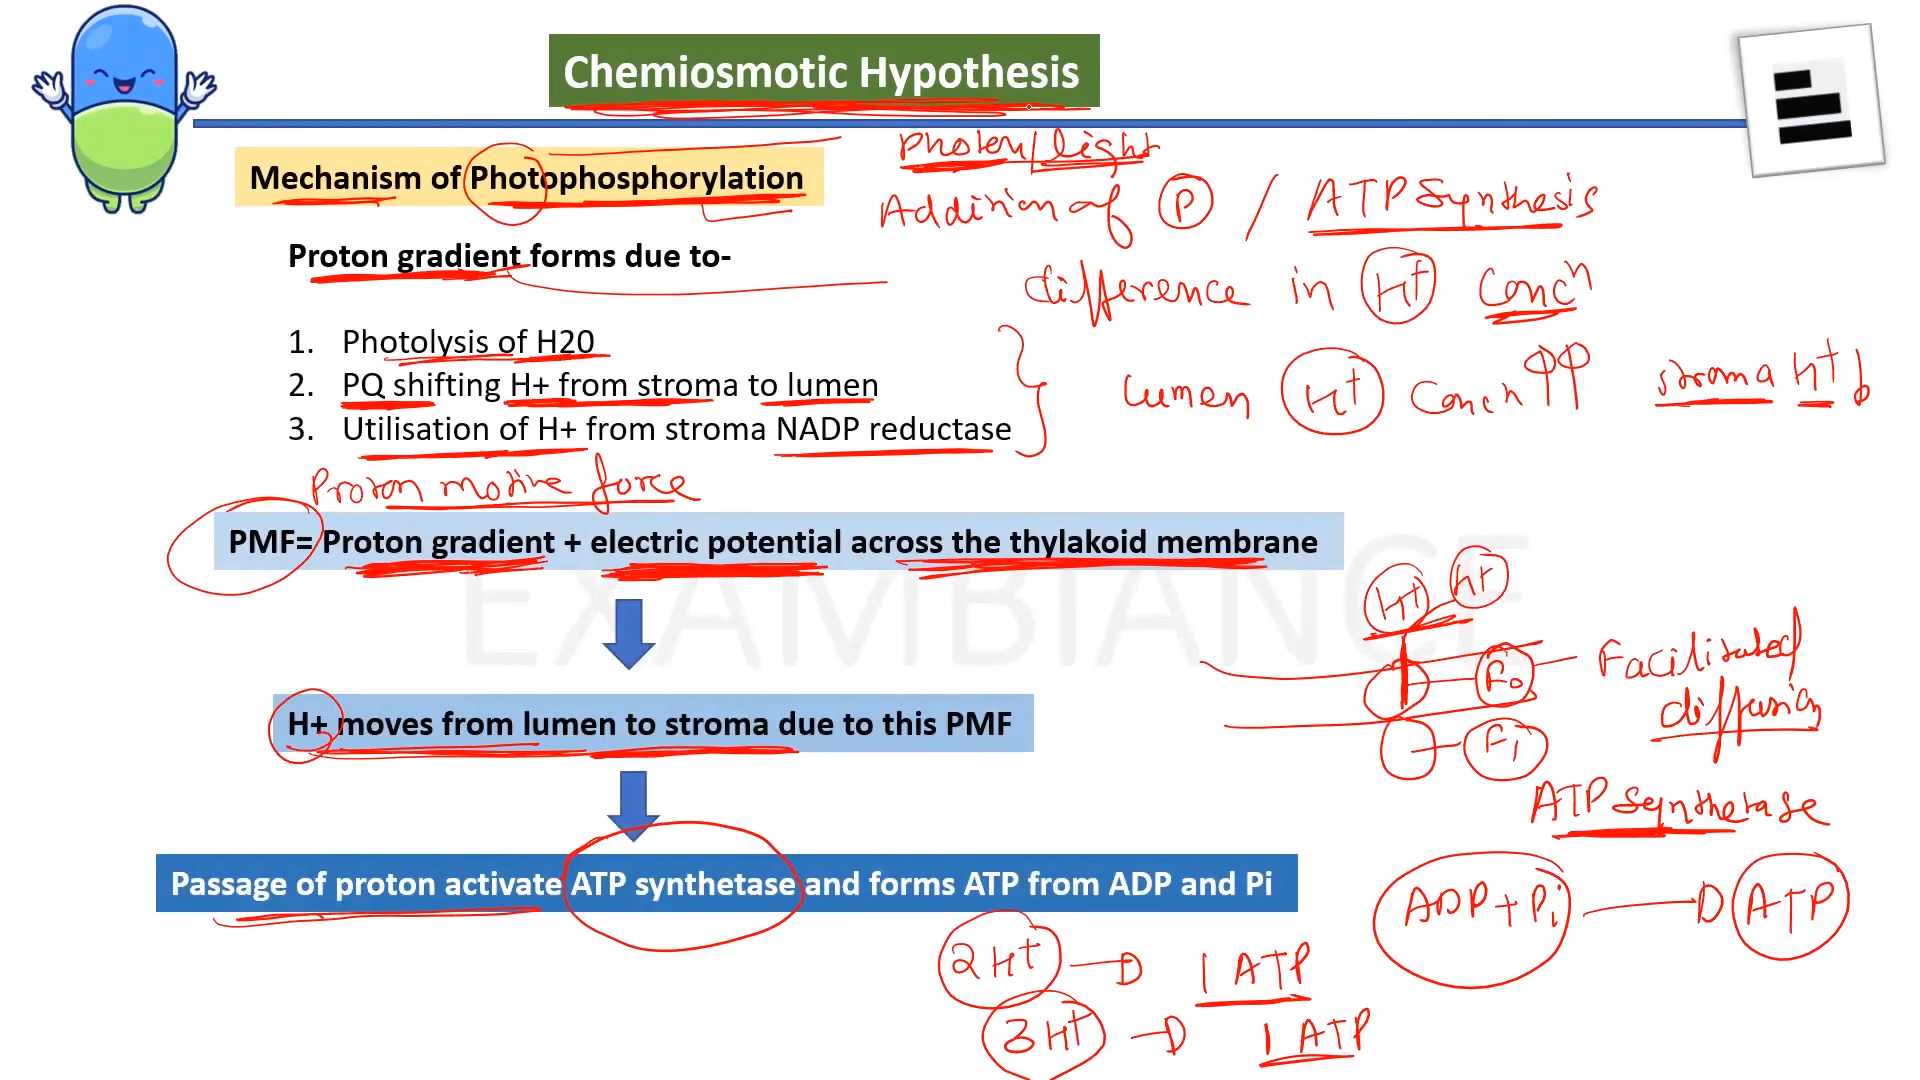 Chemiosmotic Hypothesis
Photon/light
Mechanism of Photophosphorylation
Addition of P / ATP Synthesis
Proton gradient forms due to-
difference in H+ Concn
1. Photolysis of H20
2. PQ shifting H+ from stroma to lumen
Lumen H+ Concn ↑↑ stroma H+ ↓
3. Utilisation of H+ from stroma NADP reductase
Proton motive force
PMF= Proton gradient + electric potential across the thylakoid membrane
EXAMBIANCE
H+ H+
F0 Facilitated
diffusion
H+ moves from lumen to stroma due to this PMF
F1
ATP synthetase
Passage of proton activate ATP synthetase and forms ATP from ADP and Pi
ADP + Pi → ATP
2H+ → 1 ATP
3H+ → 1 ATP